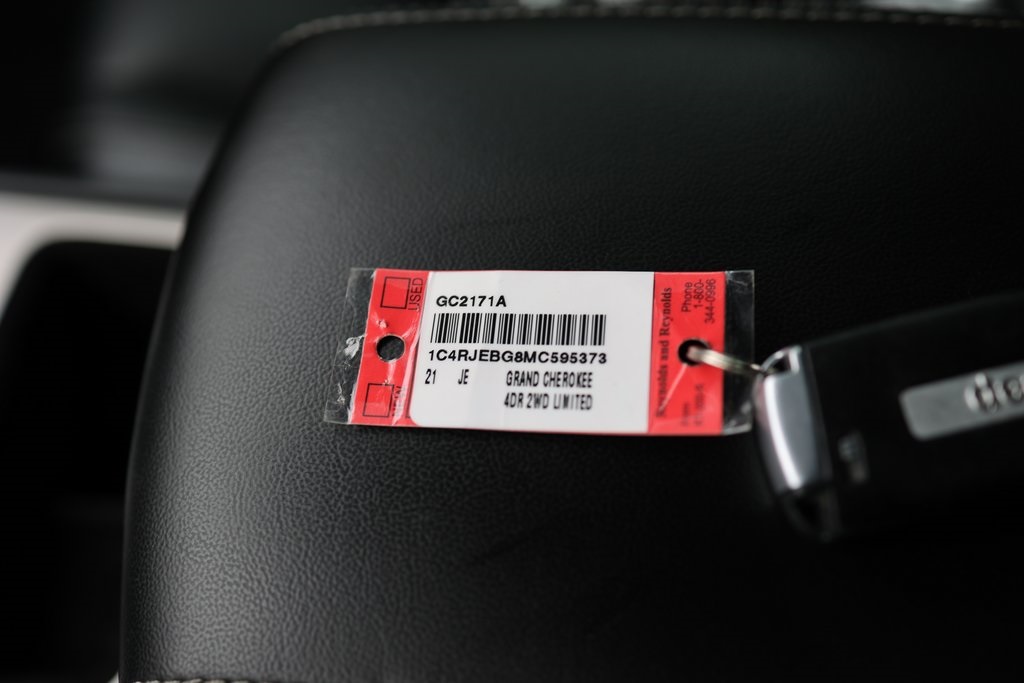 USED
GC2171A
1C4RJEBG8MC595373
21 JE GRAND CHEROKEE
4DR 2WD LIMITED
Reynolds and Reynolds
Phone
1-800-
344-0996